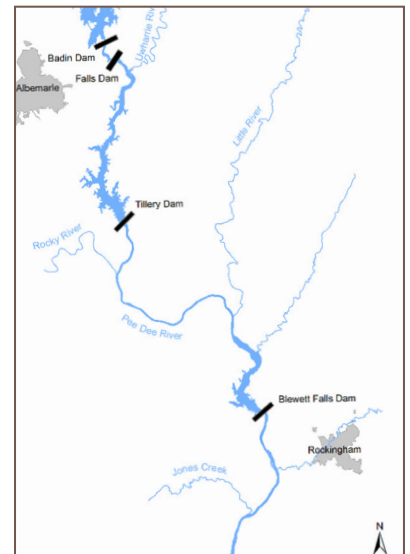 Badin Dam
Uwharrie River
Falls Dam
Albemarle
Little River
Tillery Dam
Rocky River
Pee Dee River
Blewett Falls Dam
Rockingham
Jones Creek
N